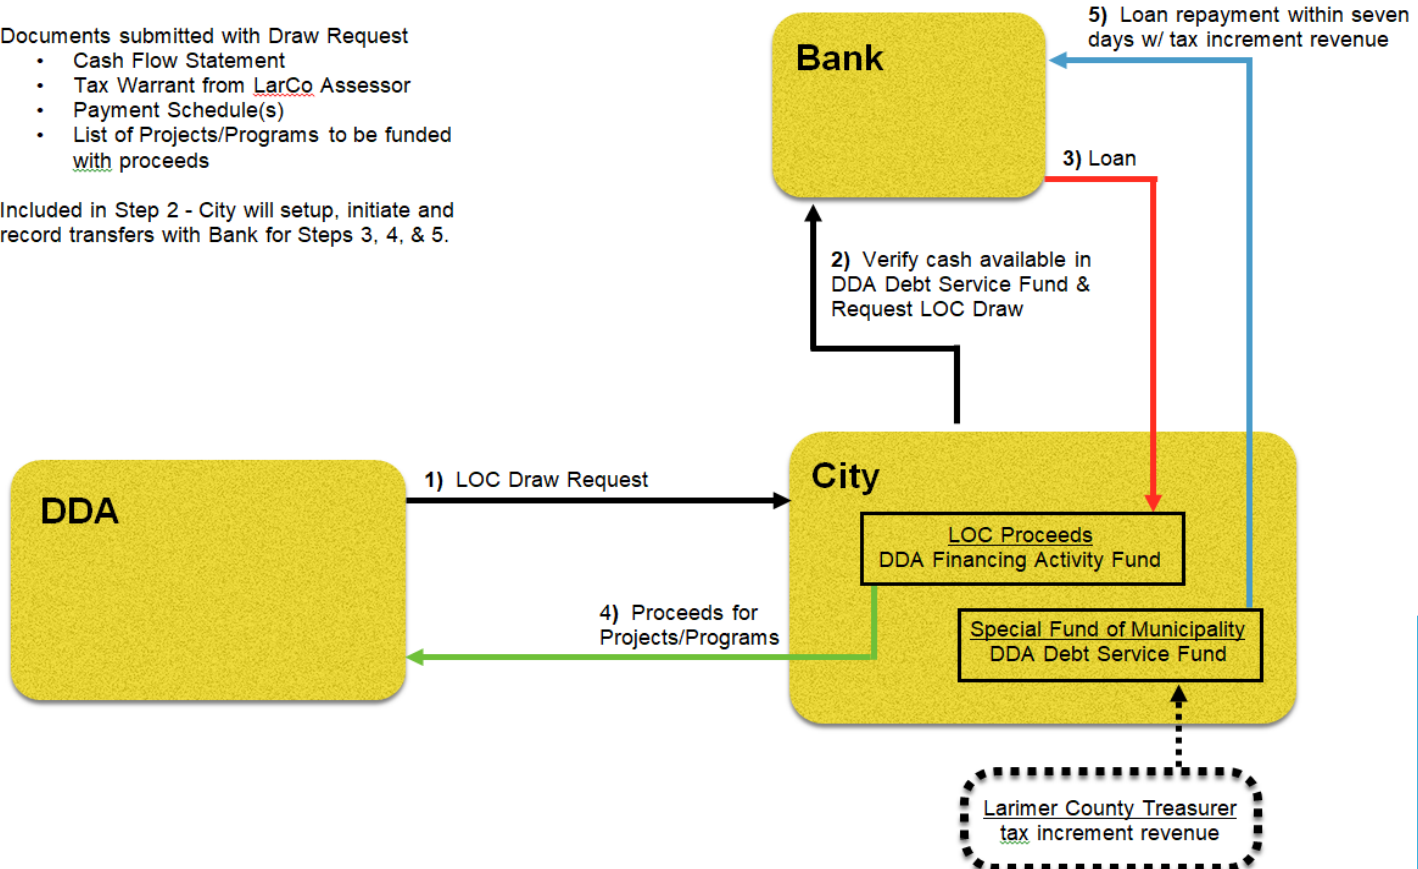 Documents submitted with Draw Request
• Cash Flow Statement
• Tax Warrant from LarCo Assessor
• Payment Schedule(s)
• List of Projects/Programs to be funded
with proceeds
Included in Step 2 - City will setup, initiate and
record transfers with Bank for Steps 3, 4, & 5.
Bank
5) Loan repayment within seven
days w/ tax increment revenue
3) Loan
2) Verify cash available in
DDA Debt Service Fund &
Request LOC Draw
DDA
1) LOC Draw Request
City
LOC Proceeds
DDA Financing Activity Fund
4) Proceeds for
Projects/Programs
Special Fund of Municipality
DDA Debt Service Fund
Larimer County Treasurer
tax increment revenue